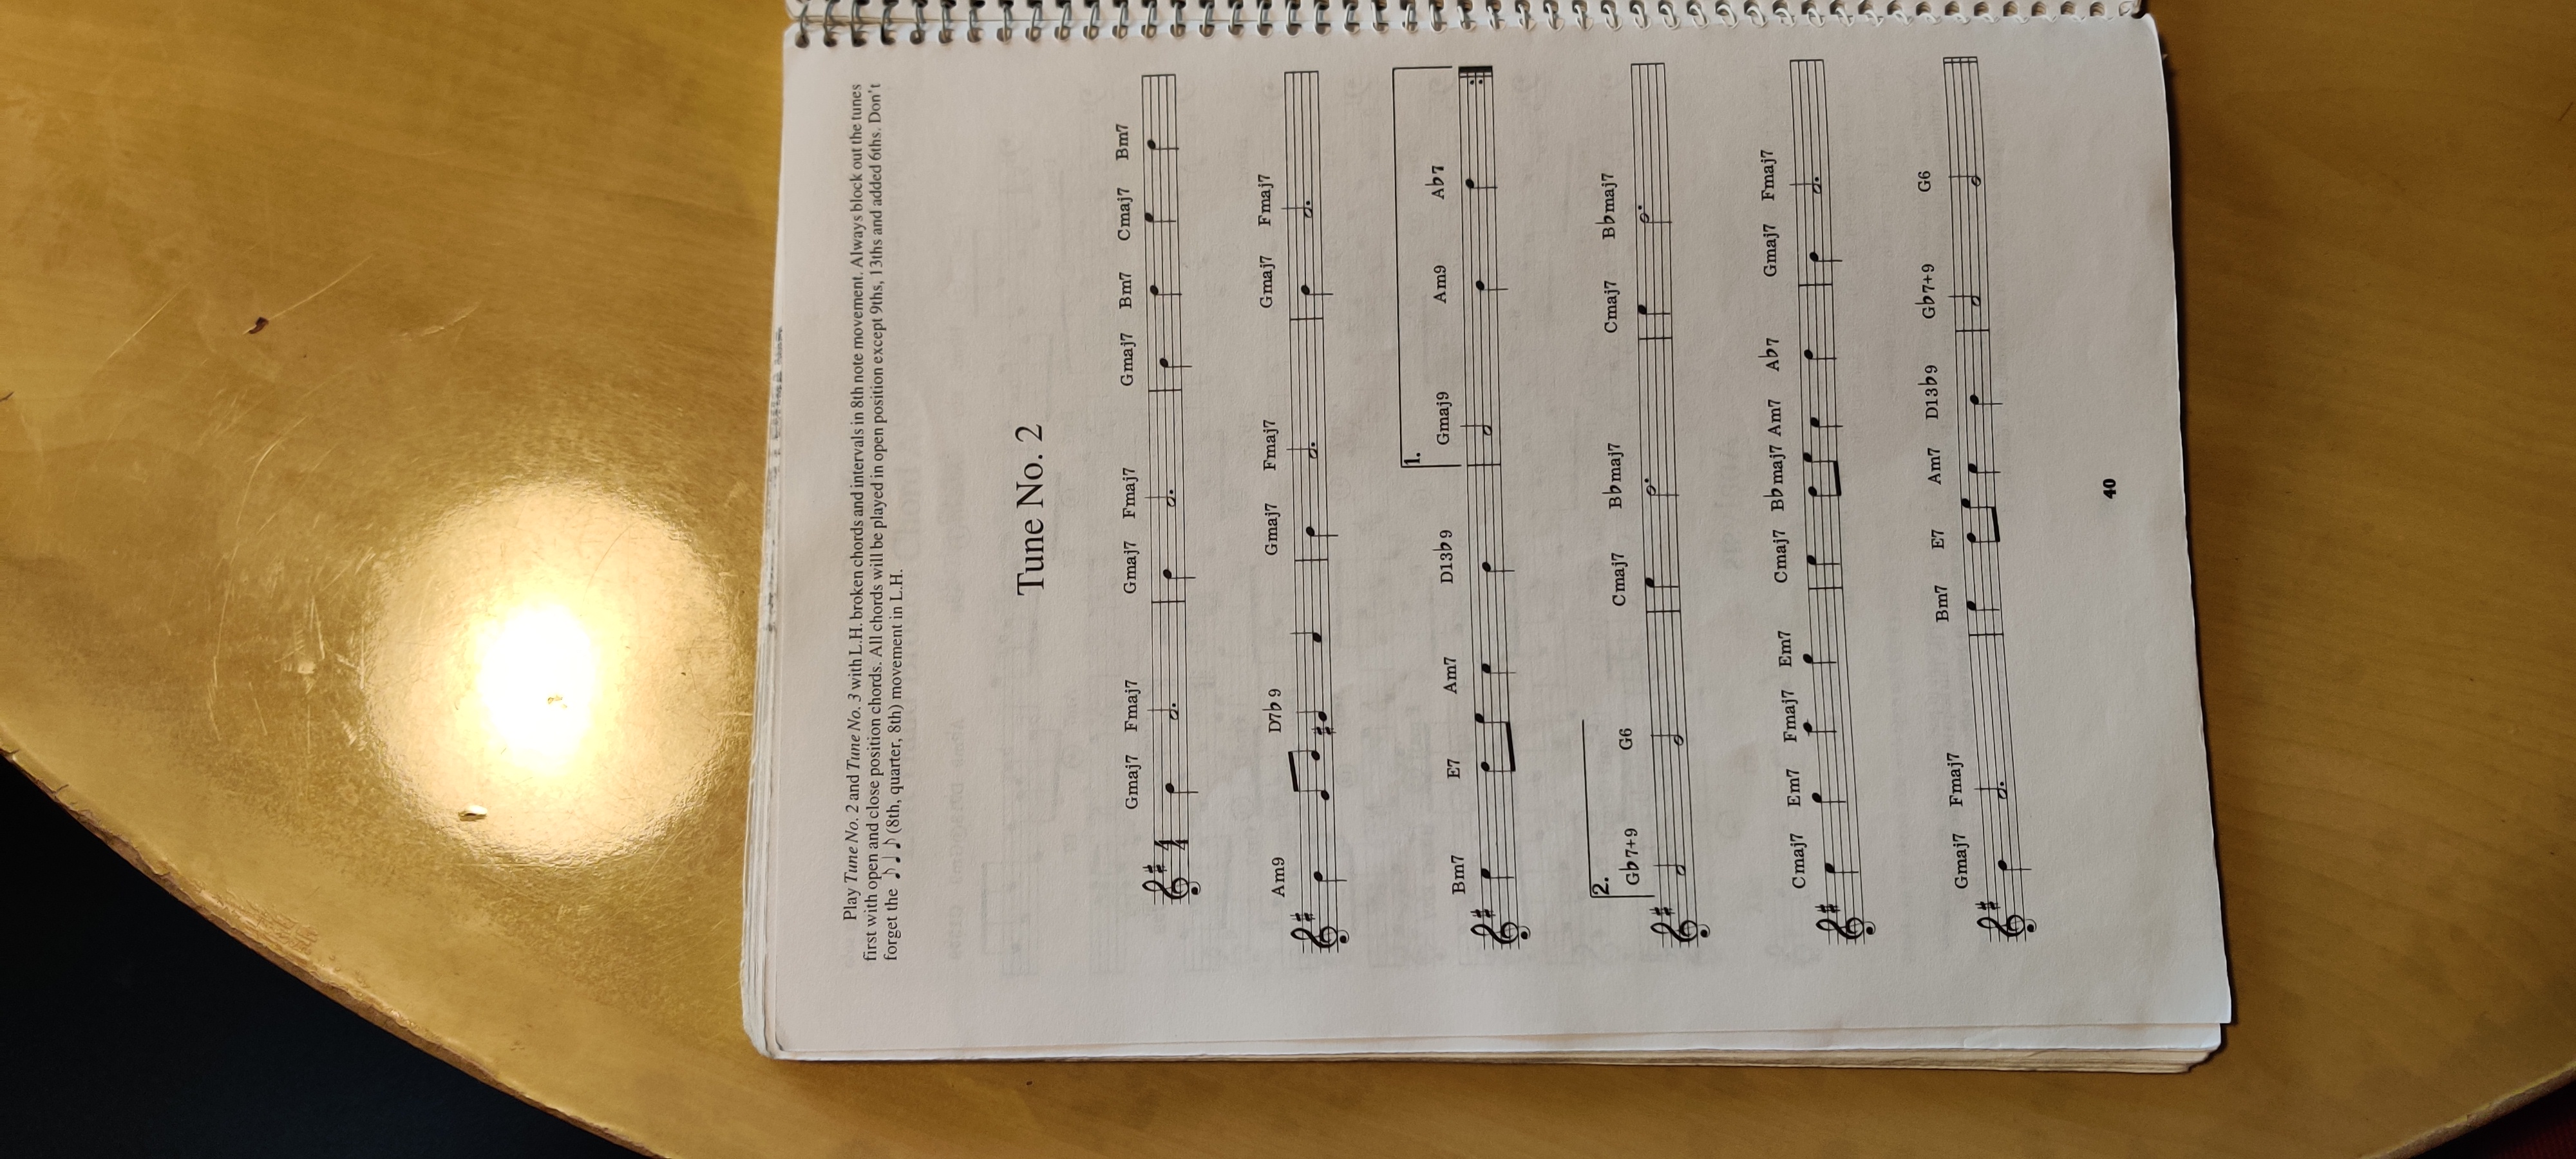 Play Tune No. 2 and Tune No. 3 with L.H. broken chords and intervals in 8th note movement. Always block out the tunes
first with open and close position chords. All chords will be played in open position except 9ths, 13ths and added 6ths. Don't
forget the ♪ ♩ ♪ (8th, quarter, 8th) movement in L.H.
Tune No. 2
Gmaj7 Fmaj7 Gmaj7 Fmaj7 Gmaj7 Bm7 Cmaj7 Bm7
4
4
Am9 D7♭9 Gmaj7 Fmaj7 Gmaj7 Fmaj7
1.
Bm7 E7 Am7 D13♭9 Gmaj9 Am9 A♭7
2.
G♭7+9 G6 Cmaj7 B♭maj7 Cmaj7 B♭maj7
Cmaj7 Em7 Fmaj7 Em7 Cmaj7 B♭maj7 Am7 A♭7 Gmaj7 Fmaj7
Gmaj7 Fmaj7 Bm7 E7 Am7 D13♭9 G♭7+9 G6
40